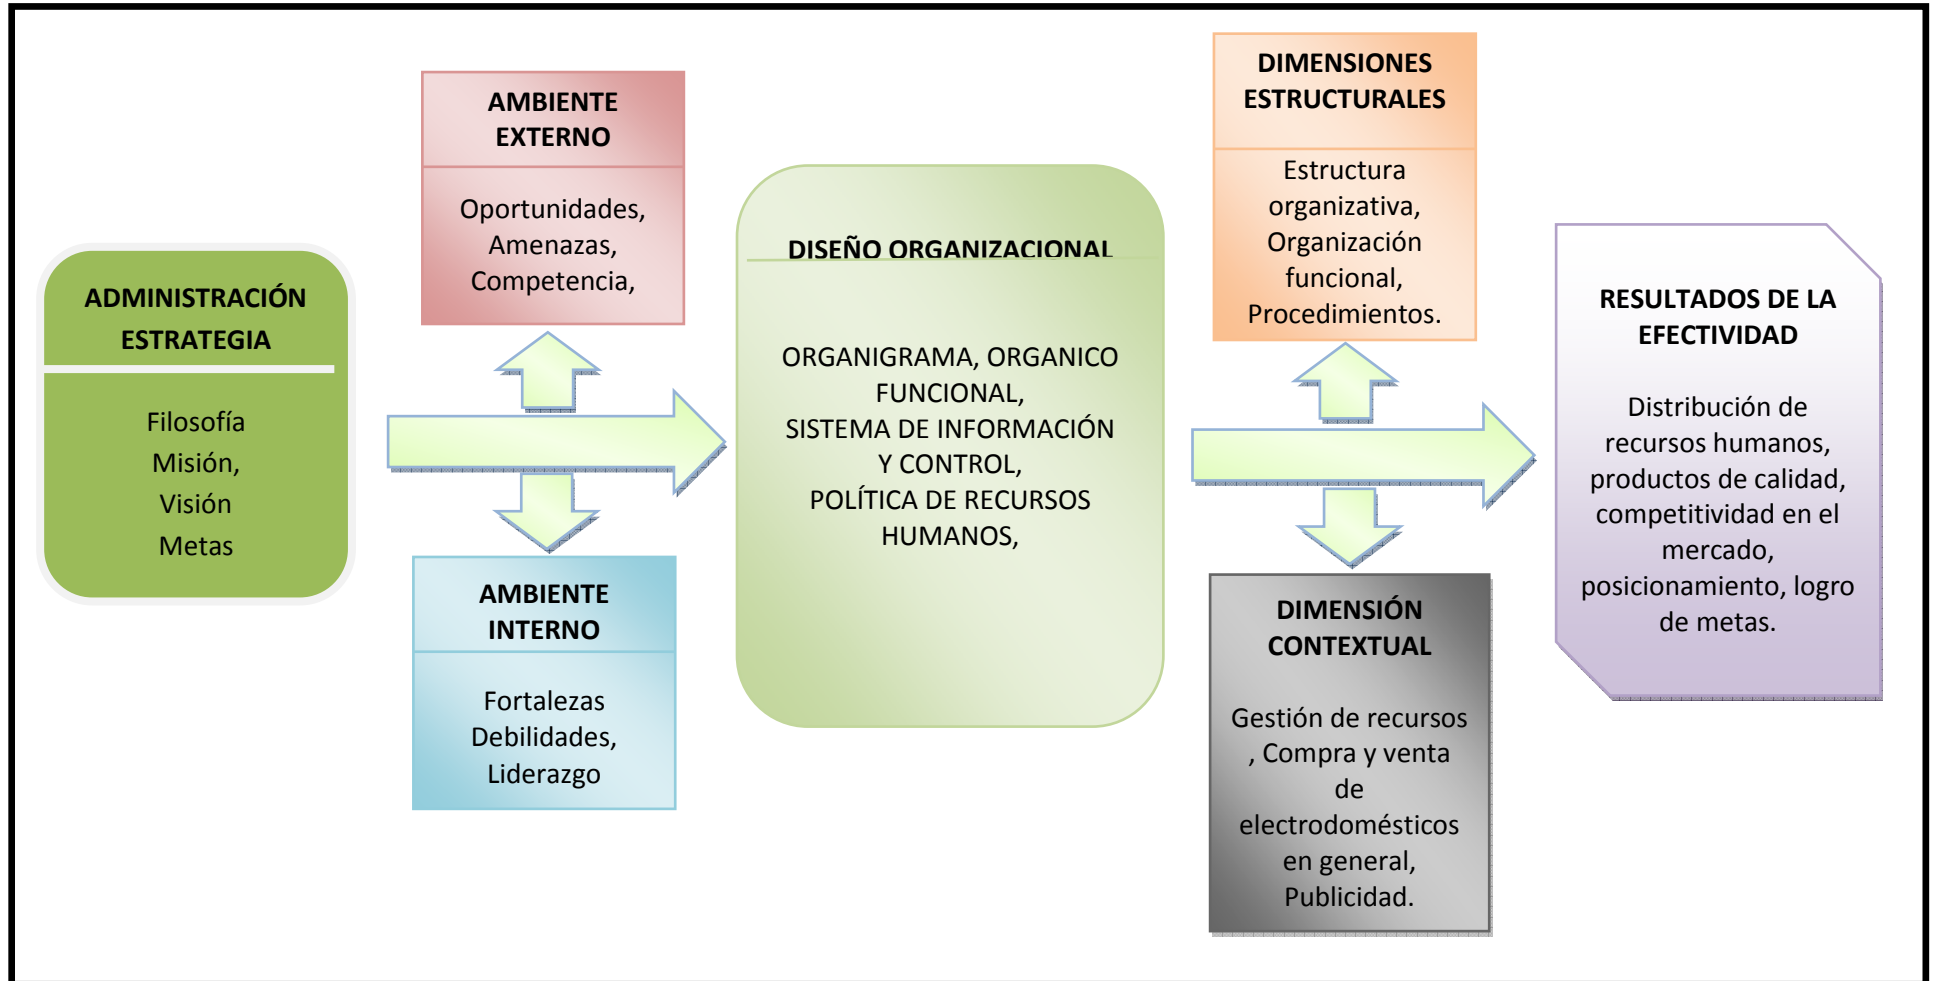 ADMINISTRACIÓN
ESTRATEGIA
Filosofía
Misión,
Visión
Metas
AMBIENTE
EXTERNO
Oportunidades,
Amenazas,
Competencia,
AMBIENTE
INTERNO
Fortalezas
Debilidades,
Liderazgo
DISEÑO ORGANIZACIONAL
ORGANIGRAMA, ORGANICO
FUNCIONAL,
SISTEMA DE INFORMACIÓN
Y CONTROL,
POLÍTICA DE RECURSOS
HUMANOS,
DIMENSIONES
ESTRUCTURALES
Estructura
organizativa,
Organización
funcional,
Procedimientos.
DIMENSIÓN
CONTEXTUAL
Gestión de recursos
, Compra y venta
de
electrodomésticos
en general,
Publicidad.
RESULTADOS DE LA
EFECTIVIDAD
Distribución de
recursos humanos,
productos de calidad,
competitividad en el
mercado,
posicionamiento, logro
de metas.